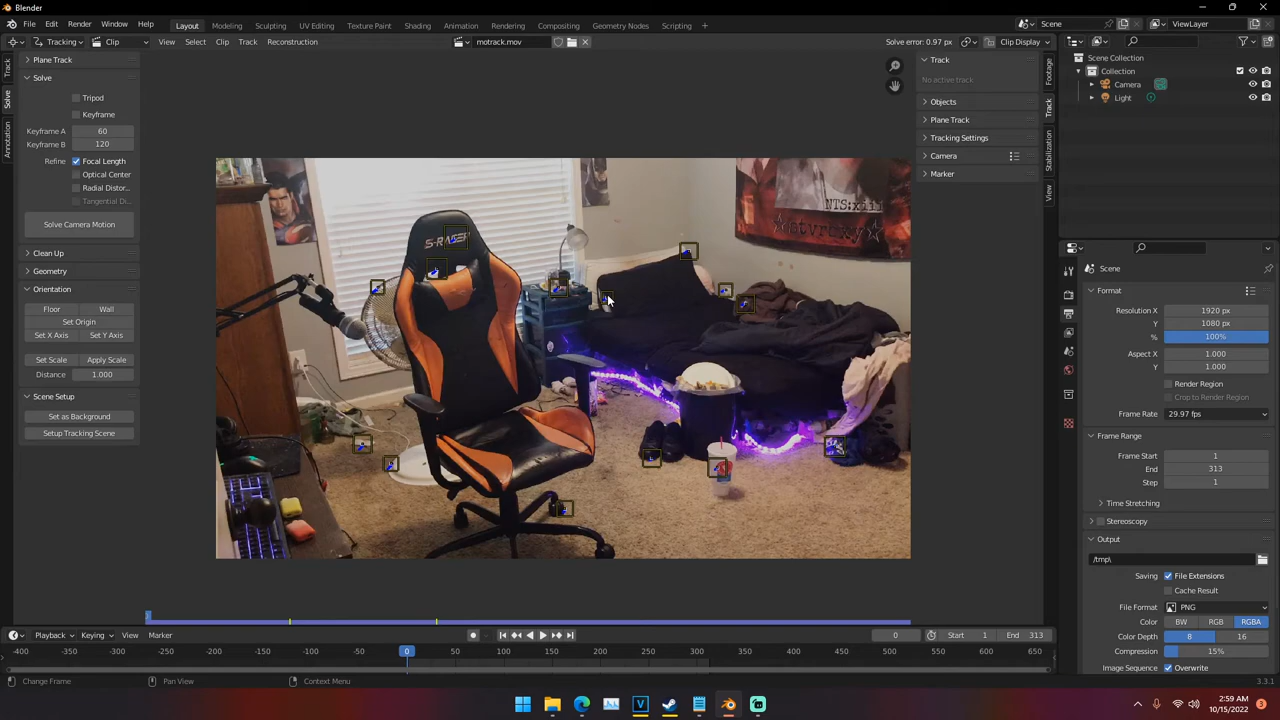 Blender
File Edit Render Window Help Layout Modeling Sculpting UV Editing Texture Paint Shading Animation Rendering Compositing Geometry Nodes Scripting + Scene ViewLayer
Tracking Clip View Select Clip Track Reconstruction motrack.mov Solve error: 0.97 px Clip Display
Track
Solve
Annotation
Plane Track
Solve
Tripod
Keyframe
Keyframe A 60
Keyframe B 120
Refine Focal Length
Optical Center
Radial Distor...
Tangential Di...
Solve Camera Motion
Clean Up
Geometry
Orientation
Floor Wall
Set Origin
Set X Axis Set Y Axis
Set Scale Apply Scale
Distance 1.000
Scene Setup
Set as Background
Setup Tracking Scene
S-RACER
NTS:xiii
Track
No active track
Objects
Plane Track
Tracking Settings
Camera
Marker
Footage
Track
Stabilization
View
Scene Collection
Collection
Camera
Light
Scene
Format
Resolution X 1920 px
Y 1080 px
% 100%
Aspect X 1.000
Y 1.000
Render Region
Crop to Render Region
Frame Rate 29.97 fps
Frame Range
Frame Start 1
End 313
Step 1
Time Stretching
Stereoscopy
Output
/tmp\
Saving File Extensions
Cache Result
File Format PNG
Color BW RGB RGBA
Color Depth 8 16
Compression 15%
Image Sequence Overwrite
Playback Keying View Marker 0 Start 1 End 313
-400 -350 -300 -250 -200 -150 -100 -50 0 50 100 150 200 250 300 350 400 450 500 550 600 650
Change Frame Pan View Context Menu 3.3.1
2:59 AM
10/15/2022